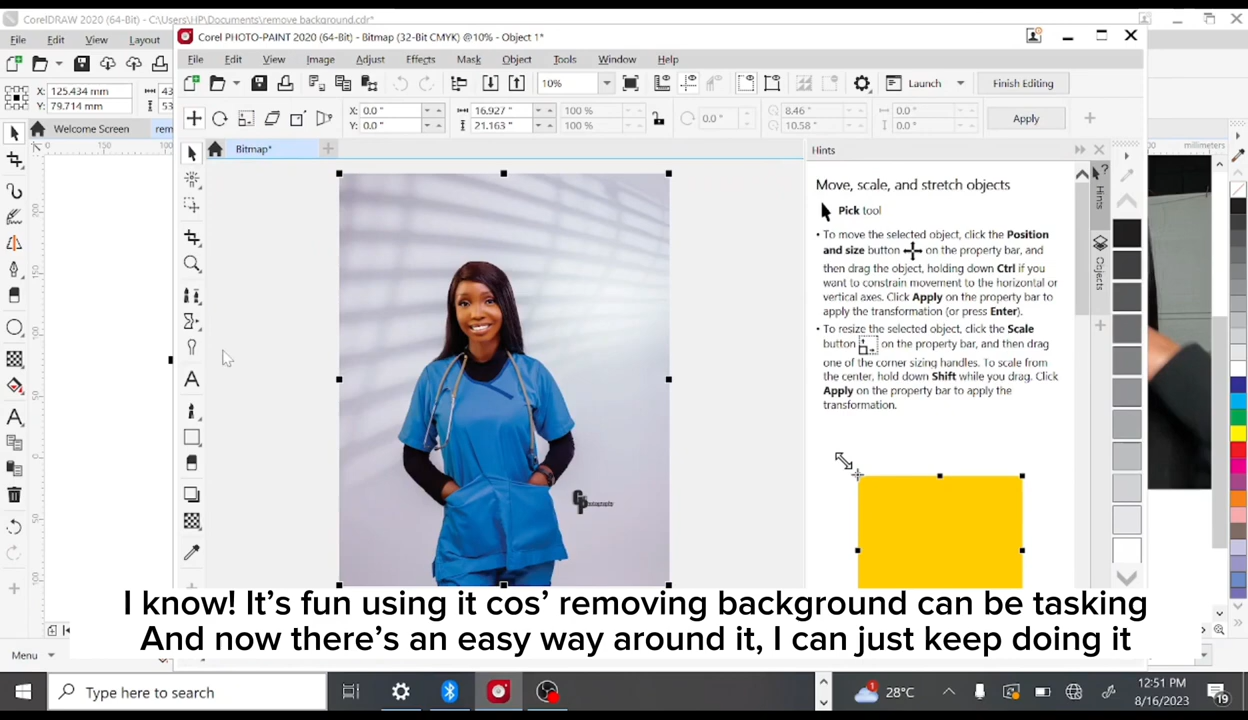 CorelDRAW 2020 (64-Bit) - C:\Users\HP\Documents\remove background.cdr*
File Edit View Layout
Corel PHOTO-PAINT 2020 (64-Bit) - Bitmap (32-Bit CMYK) @10% - Object 1*
File Edit View Image Adjust Effects Mask Object Tools Window Help
10% Launch Finish Editing
X: 125.434 mm
Y: 79.714 mm
43
53
X: 0.0 "
Y: 0.0 "
16.927 "
21.163 "
100 %
100 %
0.0 °
8.46 "
10.58 "
0.0 °
Apply
Welcome Screen rem
Bitmap*
Hints
millimeters
Move, scale, and stretch objects
Pick tool
• To move the selected object, click the Position
and size button on the property bar, and
then drag the object, holding down Ctrl if you
want to constrain movement to the horizontal or
vertical axes. Click Apply on the property bar to
apply the transformation (or press Enter).
• To resize the selected object, click the Scale
button on the property bar, and then drag
one of the corner sizing handles. To scale from
the center, hold down Shift while you drag. Click
Apply on the property bar to apply the
transformation.
Hints
Objects
I know! It's fun using it cos' removing background can be tasking
And now there's an easy way around it, I can just keep doing it
Menu
Type here to search
28°C
12:51 PM
8/16/2023
19